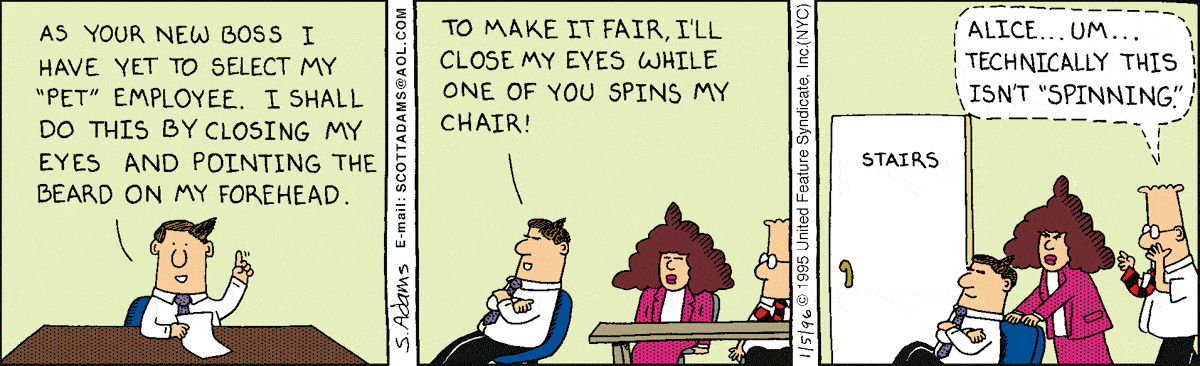 AS YOUR NEW BOSS I
HAVE YET TO SELECT MY
"PET" EMPLOYEE. I SHALL
DO THIS BY CLOSING MY
EYES AND POINTING THE
BEARD ON MY FOREHEAD.
S. Adams E-mail: SCOTTADAMS@AOL.COM
TO MAKE IT FAIR, I'LL
CLOSE MY EYES WHILE
ONE OF YOU SPINS MY
CHAIR!
1/5/96 © 1995 United Feature Syndicate, Inc.(NYC)
ALICE... UM...
TECHNICALLY THIS
ISN'T "SPINNING."
STAIRS